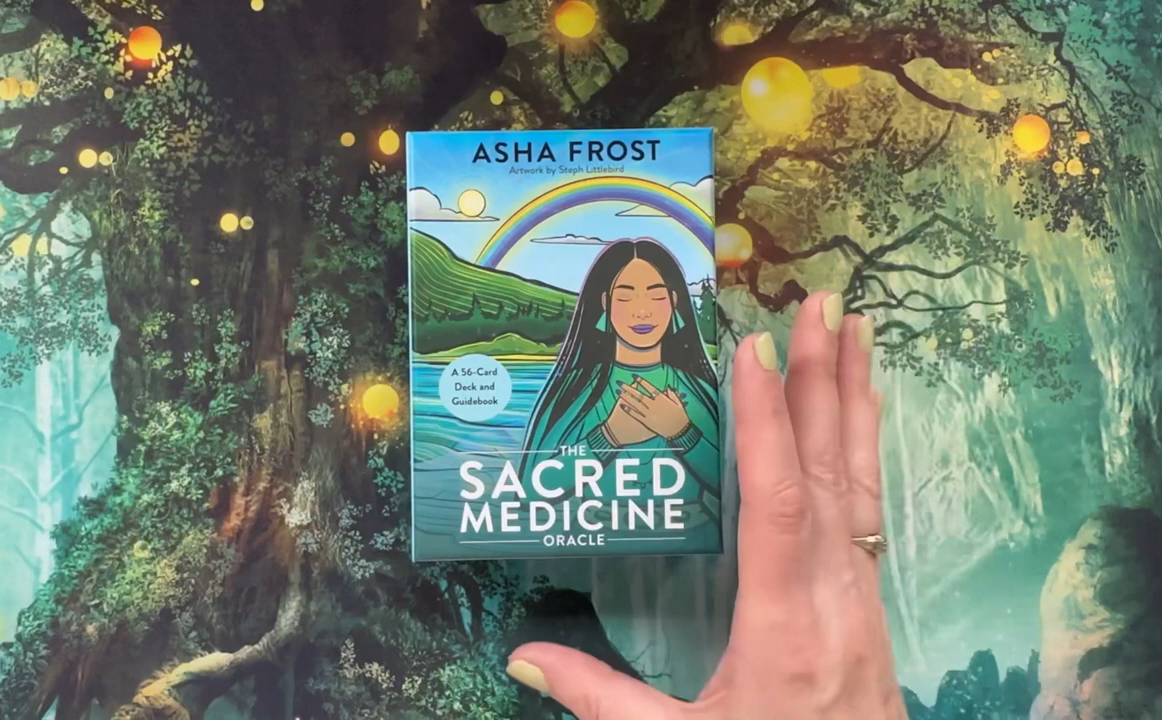 ASHA FROST
Artwork by Steph Littlebird
A 56-Card
Deck and
Guidebook
THE
SACRED
MEDICINE
ORACLE